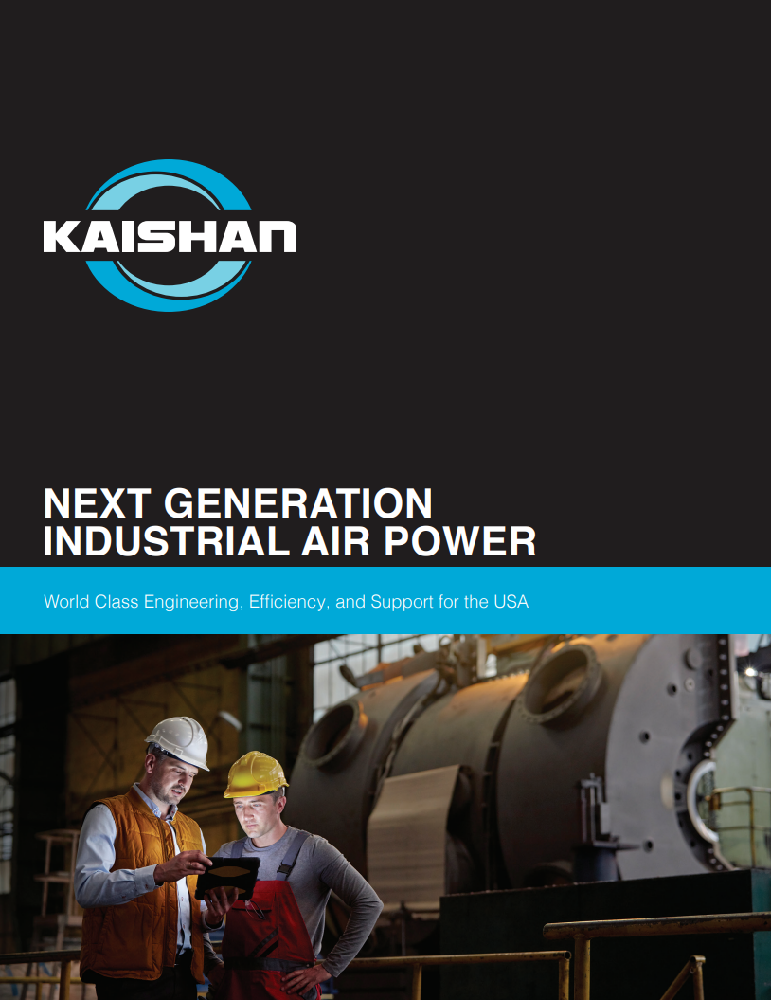 KAISHAN
NEXT GENERATION
INDUSTRIAL AIR POWER
World Class Engineering, Efficiency, and Support for the USA